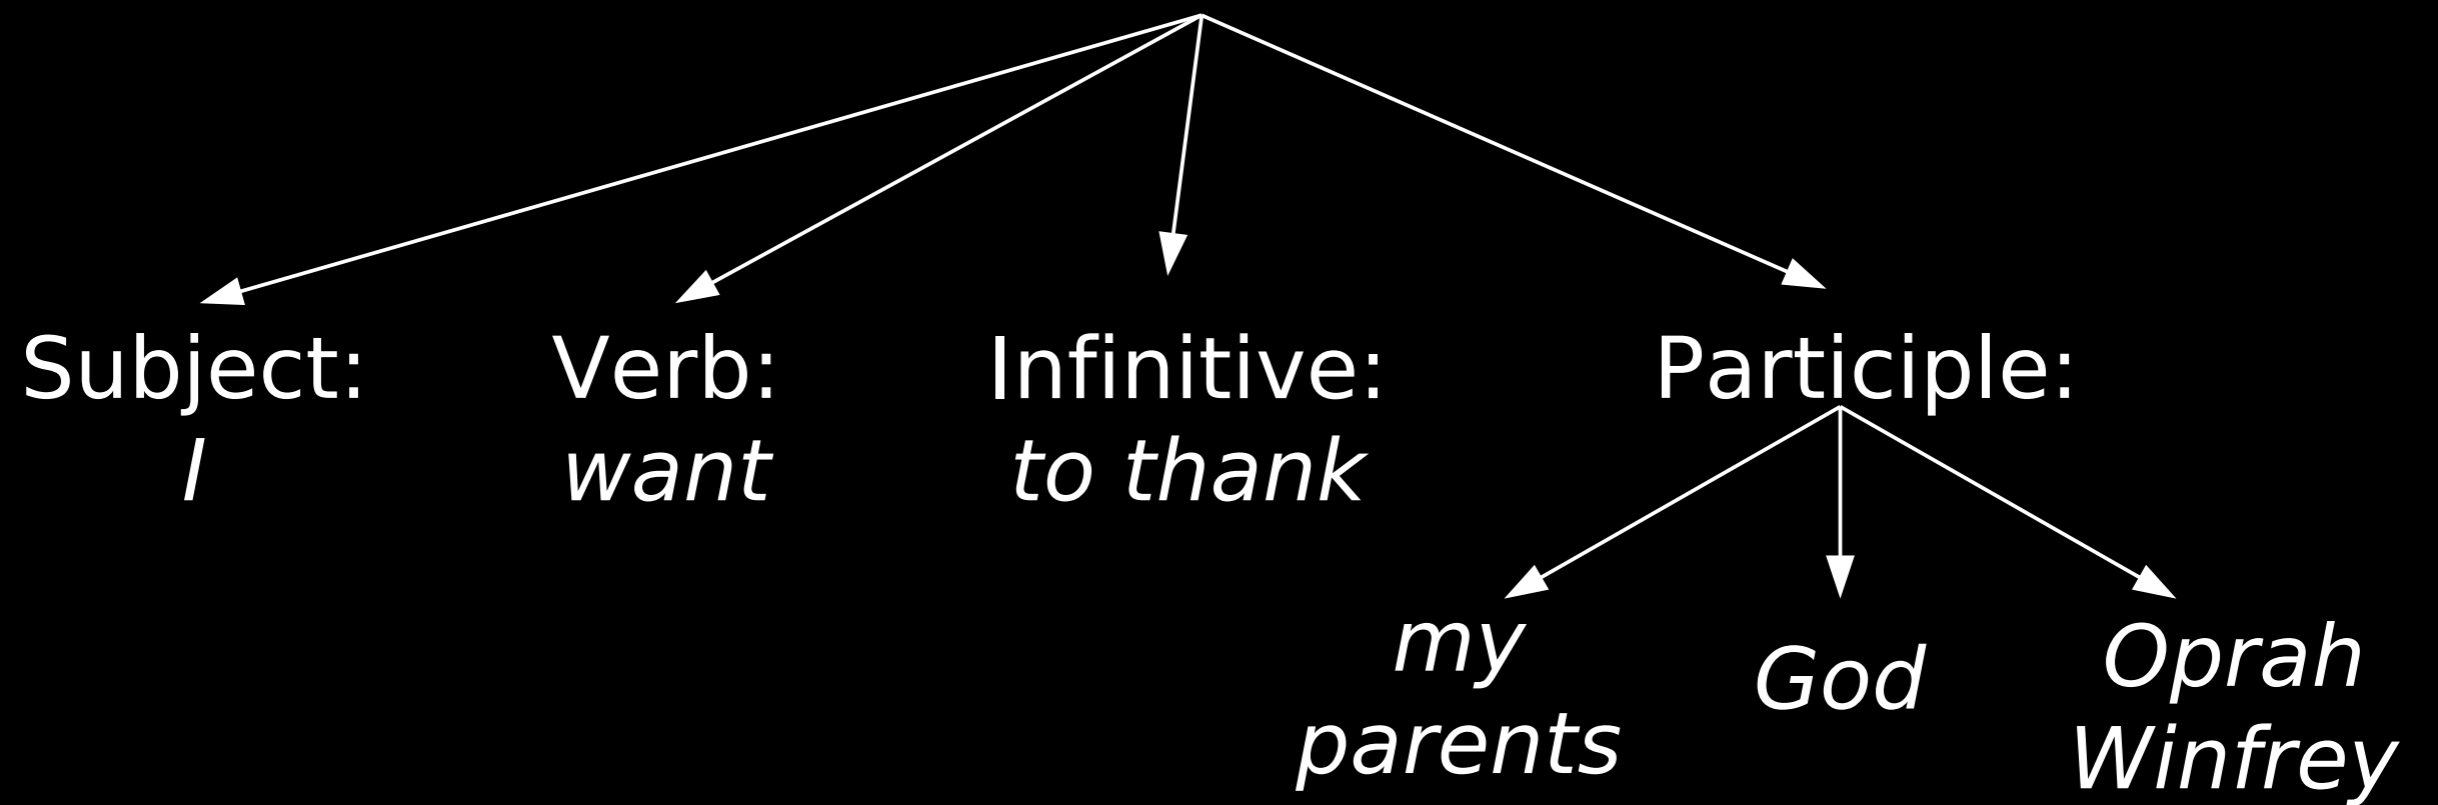 Subject:
I
Verb:
want
Infinitive:
to thank
Participle:
my
parents
God
Oprah
Winfrey